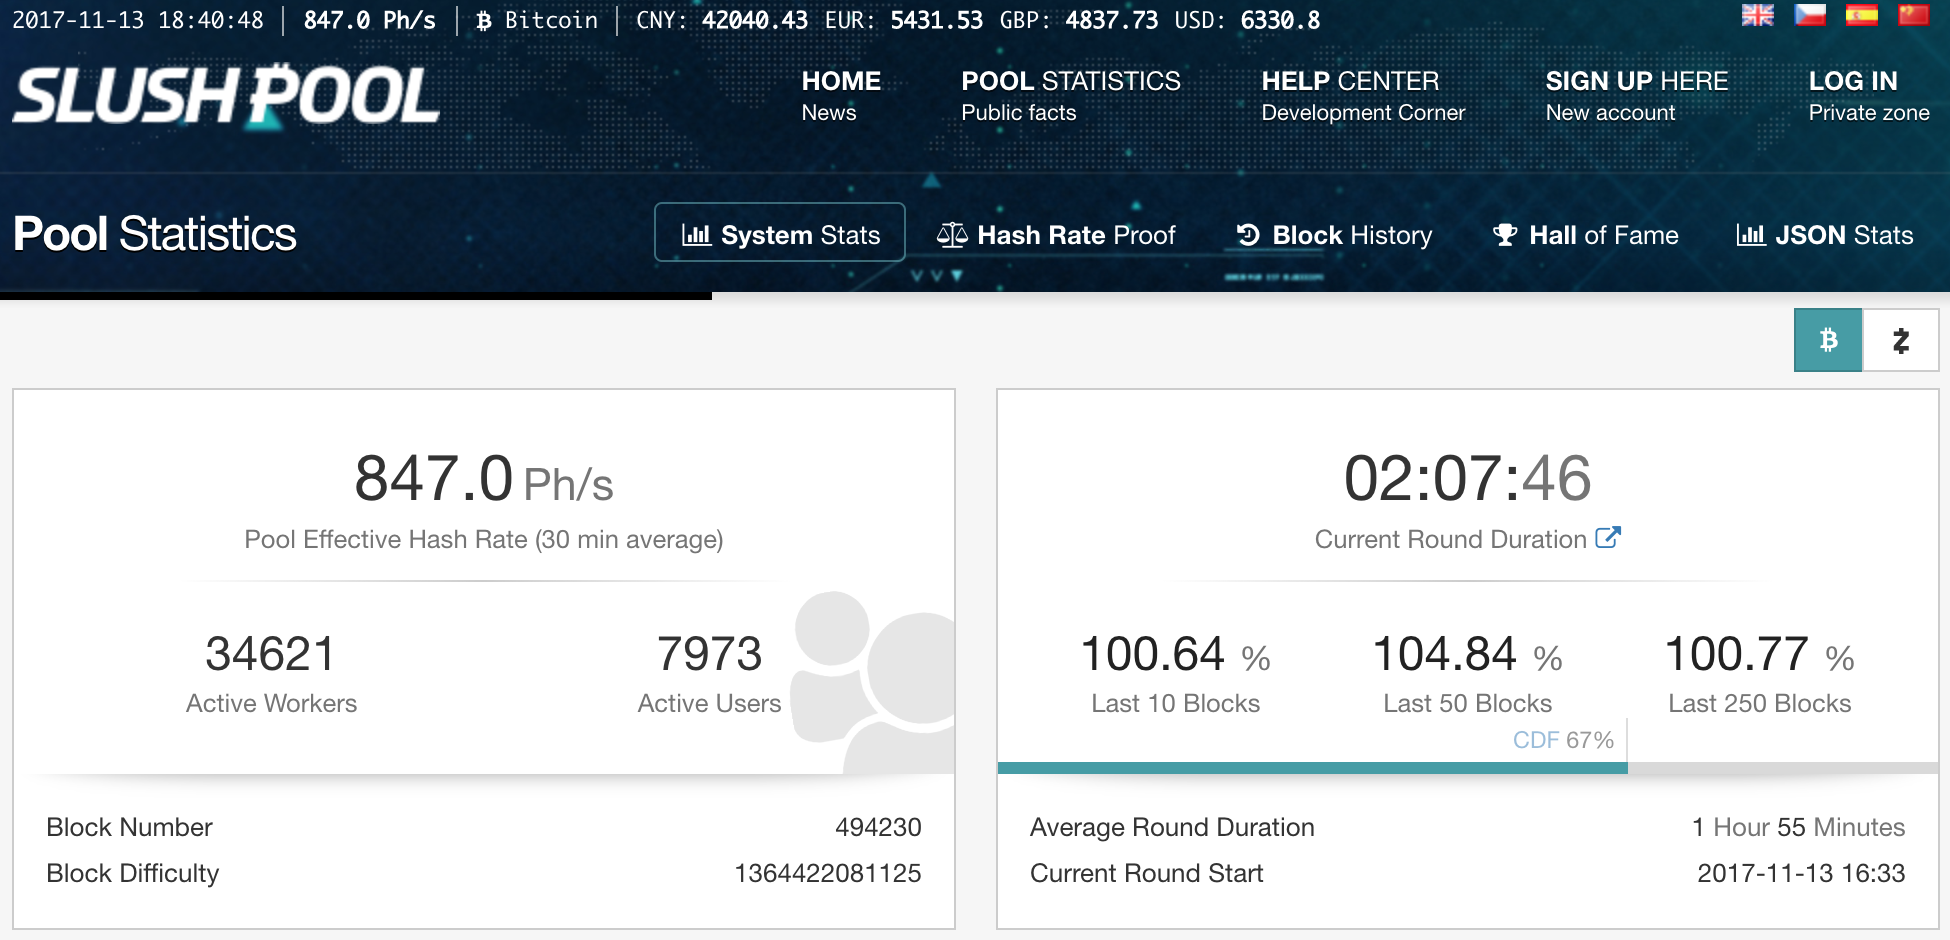 2017-11-13 18:40:48 | 847.0 Ph/s | ₿ Bitcoin | CNY: 42040.43 EUR: 5431.53 GBP: 4837.73 USD: 6330.8
SLUSH POOL
HOME
News
POOL STATISTICS
Public facts
HELP CENTER
Development Corner
SIGN UP HERE
New account
LOG IN
Private zone
Pool Statistics
System Stats
Hash Rate Proof
Block History
Hall of Fame
JSON Stats
847.0 Ph/s
Pool Effective Hash Rate (30 min average)
34621
Active Workers
7973
Active Users
Block Number 494230
Block Difficulty 1364422081125
02:07:46
Current Round Duration
100.64 %
Last 10 Blocks
104.84 %
Last 50 Blocks
100.77 %
Last 250 Blocks
CDF 67%
Average Round Duration 1 Hour 55 Minutes
Current Round Start 2017-11-13 16:33